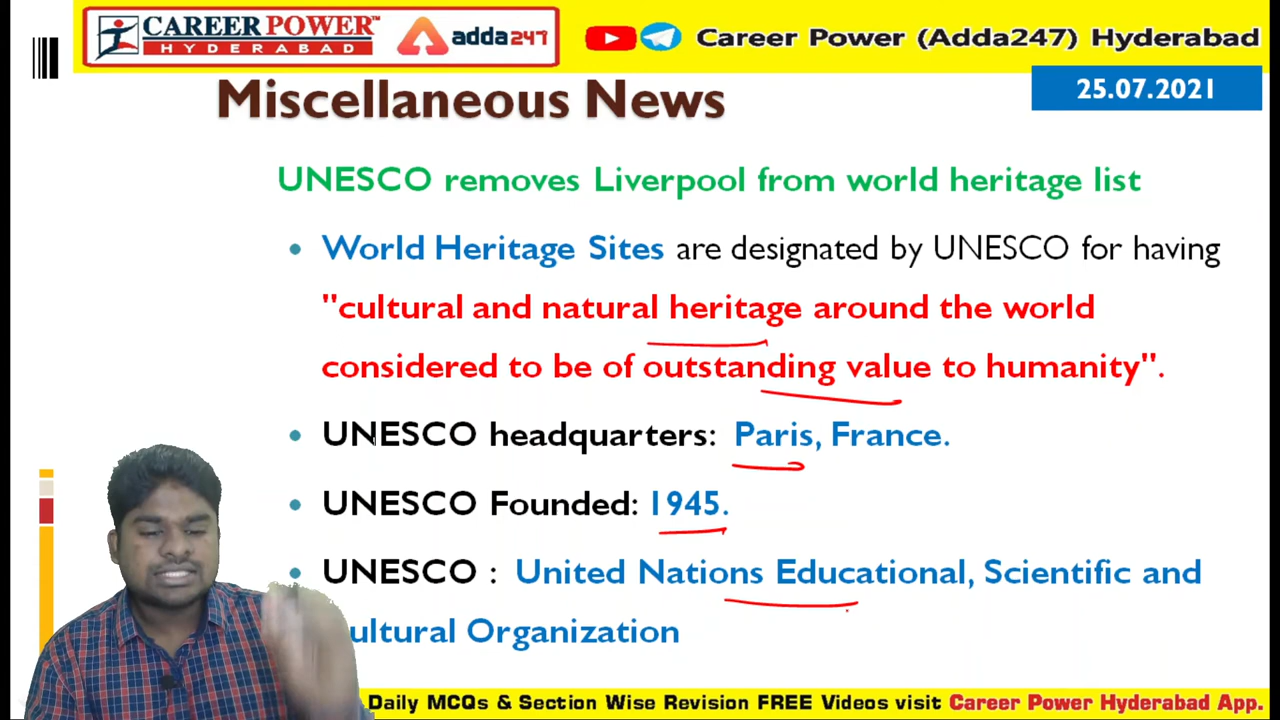 CAREER POWER™
HYDERABAD
adda247
Career Power (Adda247) Hyderabad
Miscellaneous News
25.07.2021
UNESCO removes Liverpool from world heritage list
• World Heritage Sites are designated by UNESCO for having
"cultural and natural heritage around the world
considered to be of outstanding value to humanity".
• UNESCO headquarters: Paris, France.
• UNESCO Founded: 1945.
• UNESCO : United Nations Educational, Scientific and
ultural Organization
Daily MCQs & Section Wise Revision FREE Videos visit Career Power Hyderabad App.